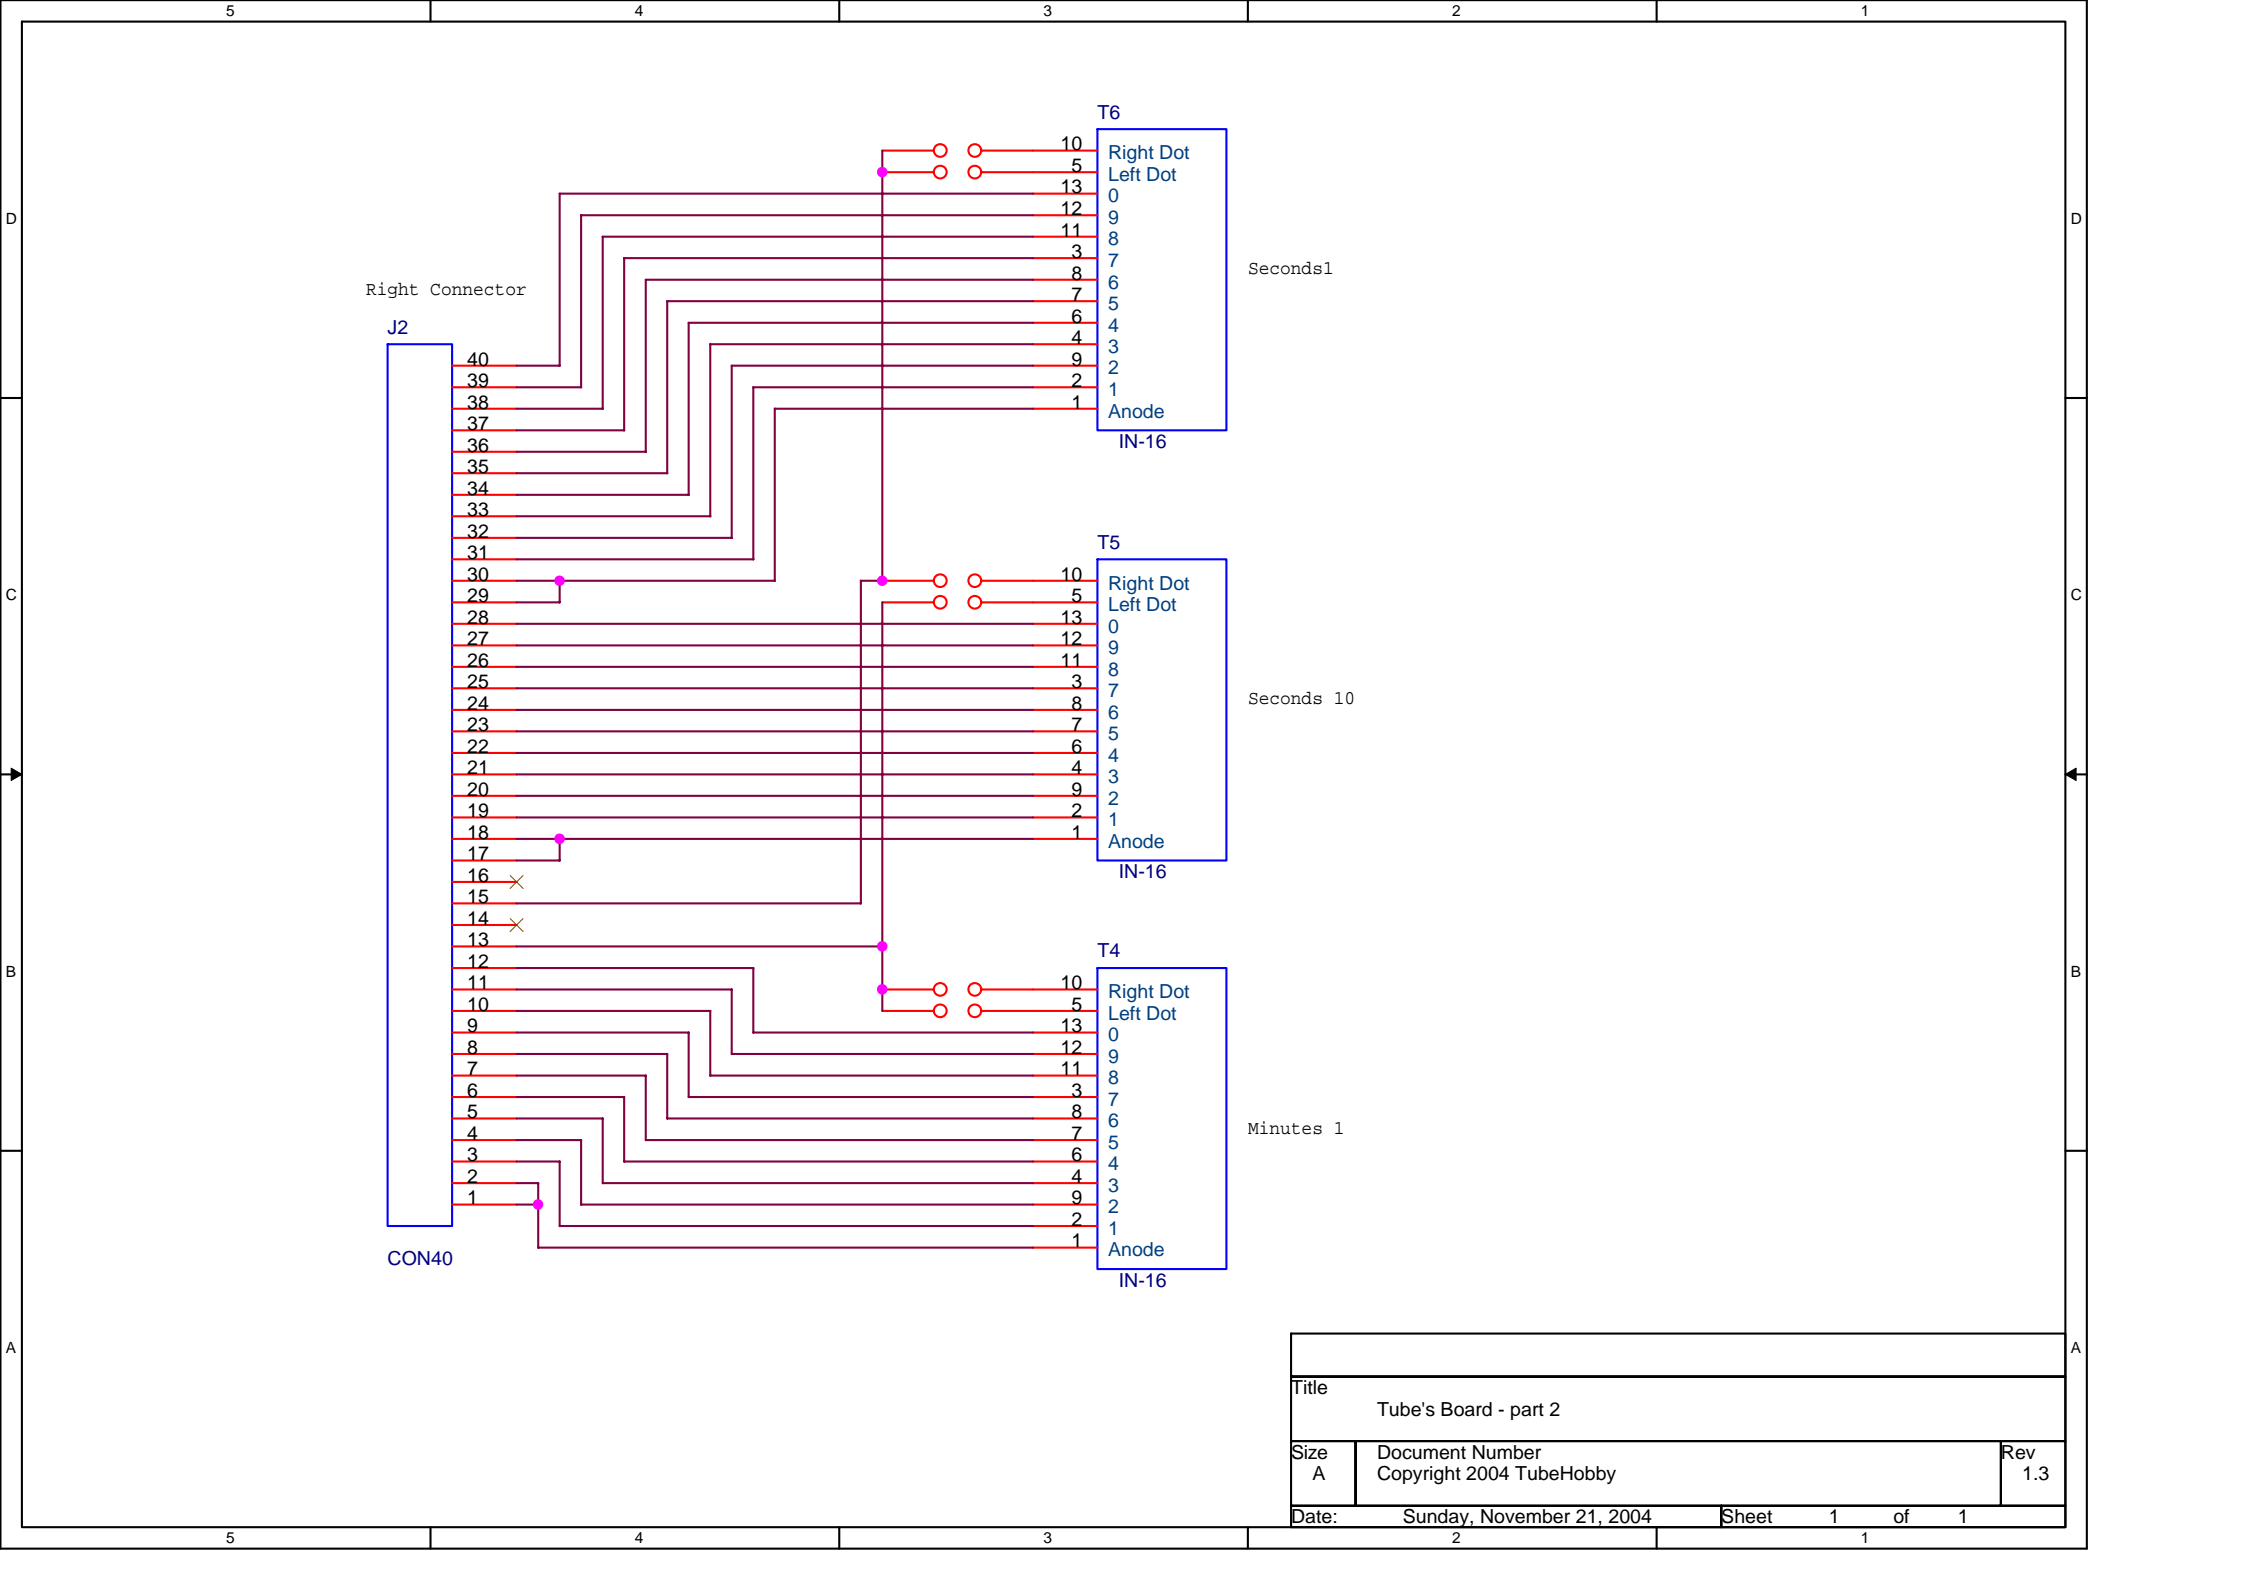 5 4 3 2 1
D D
C C
B B
A A
Right Connector
J2
40
39
38
37
36
35
34
33
32
31
30
29
28
27
26
25
24
23
22
21
20
19
18
17
16
15
14
13
12
11
10
9
8
7
6
5
4
3
2
1
CON40
T6
10 Right Dot
5 Left Dot
13 0
12 9
11 8
3 7
8 6
7 5
6 4
4 3
9 2
2 1
1 Anode
IN-16
Seconds1
T5
10 Right Dot
5 Left Dot
13 0
12 9
11 8
3 7
8 6
7 5
6 4
4 3
9 2
2 1
1 Anode
IN-16
Seconds 10
T4
10 Right Dot
5 Left Dot
13 0
12 9
11 8
3 7
8 6
7 5
6 4
4 3
9 2
2 1
1 Anode
IN-16
Minutes 1
Title
Tube's Board - part 2
Size Document Number Rev
A Copyright 2004 TubeHobby 1.3
Date: Sunday, November 21, 2004 Sheet 1 of 1
5 4 3 2 1